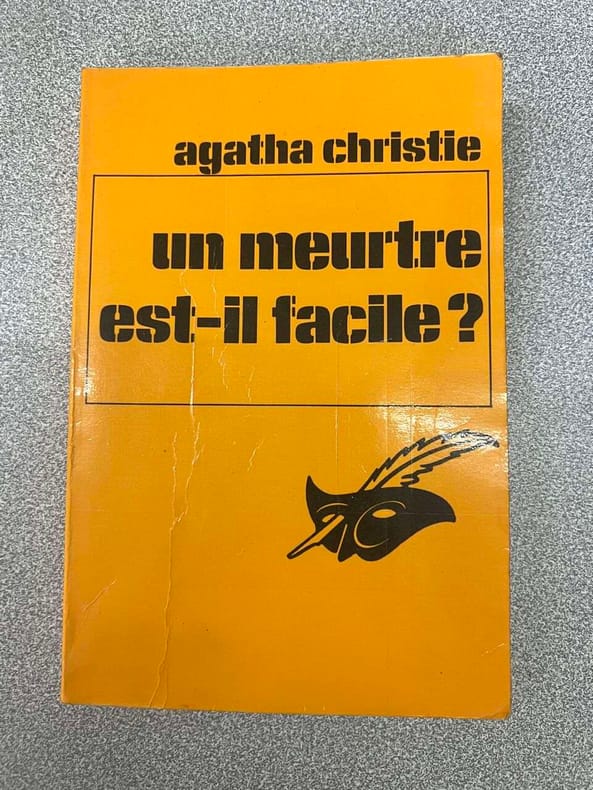 agatha christie
un meurtre
est-il facile?